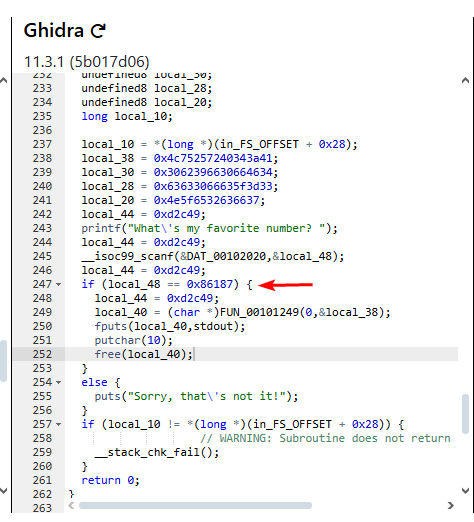 Ghidra
11.3.1 (5b017d06)
232 undefined8 local_30;
233 undefined8 local_28;
234 undefined8 local_20;
235 long local_10;
236
237 local_10 = *(long *)(in_FS_OFFSET + 0x28);
238 local_38 = 0x4c75257240343a41;
239 local_30 = 0x3062396630664634;
240 local_28 = 0x63633066635f3d33;
241 local_20 = 0x4e5f6532636637;
242 local_44 = 0xd2c49;
243 printf("What\'s my favorite number? ");
244 local_44 = 0xd2c49;
245 __isoc99_scanf(&DAT_00102020,&local_48);
246 local_44 = 0xd2c49;
247 if (local_48 == 0x86187) {
248 local_44 = 0xd2c49;
249 local_40 = (char *)FUN_00101249(0,&local_38);
250 fputs(local_40,stdout);
251 putchar(10);
252 free(local_40);
253 }
254 else {
255 puts("Sorry, that\'s not it!");
256 }
257 if (local_10 != *(long *)(in_FS_OFFSET + 0x28)) {
258 // WARNING: Subroutine does not return
259 __stack_chk_fail();
260 }
261 return 0;
262 }
263